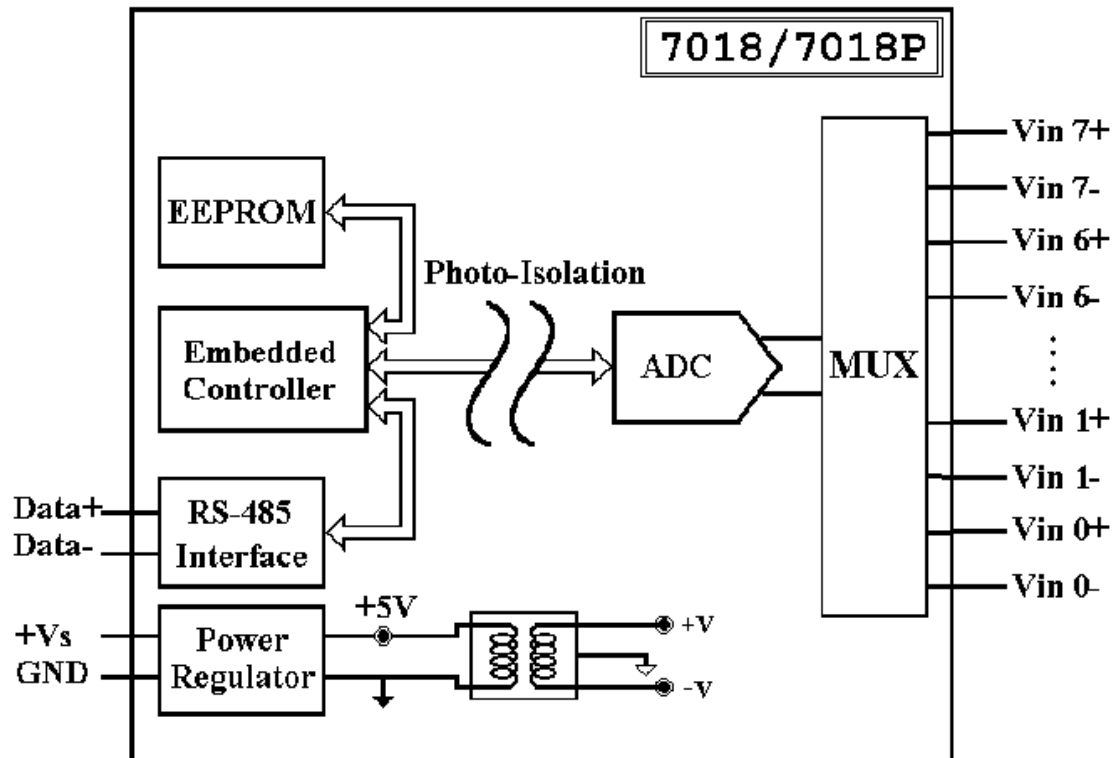 7018/7018P
Vin 7+
Vin 7-
Vin 6+
Vin 6-
Vin 1+
Vin 1-
Vin 0+
Vin 0-
MUX
ADC
Photo-Isolation
EEPROM
Embedded
Controller
Data+
Data-
RS-485
Interface
+Vs
GND
Power
Regulator
+5V
+V
-V